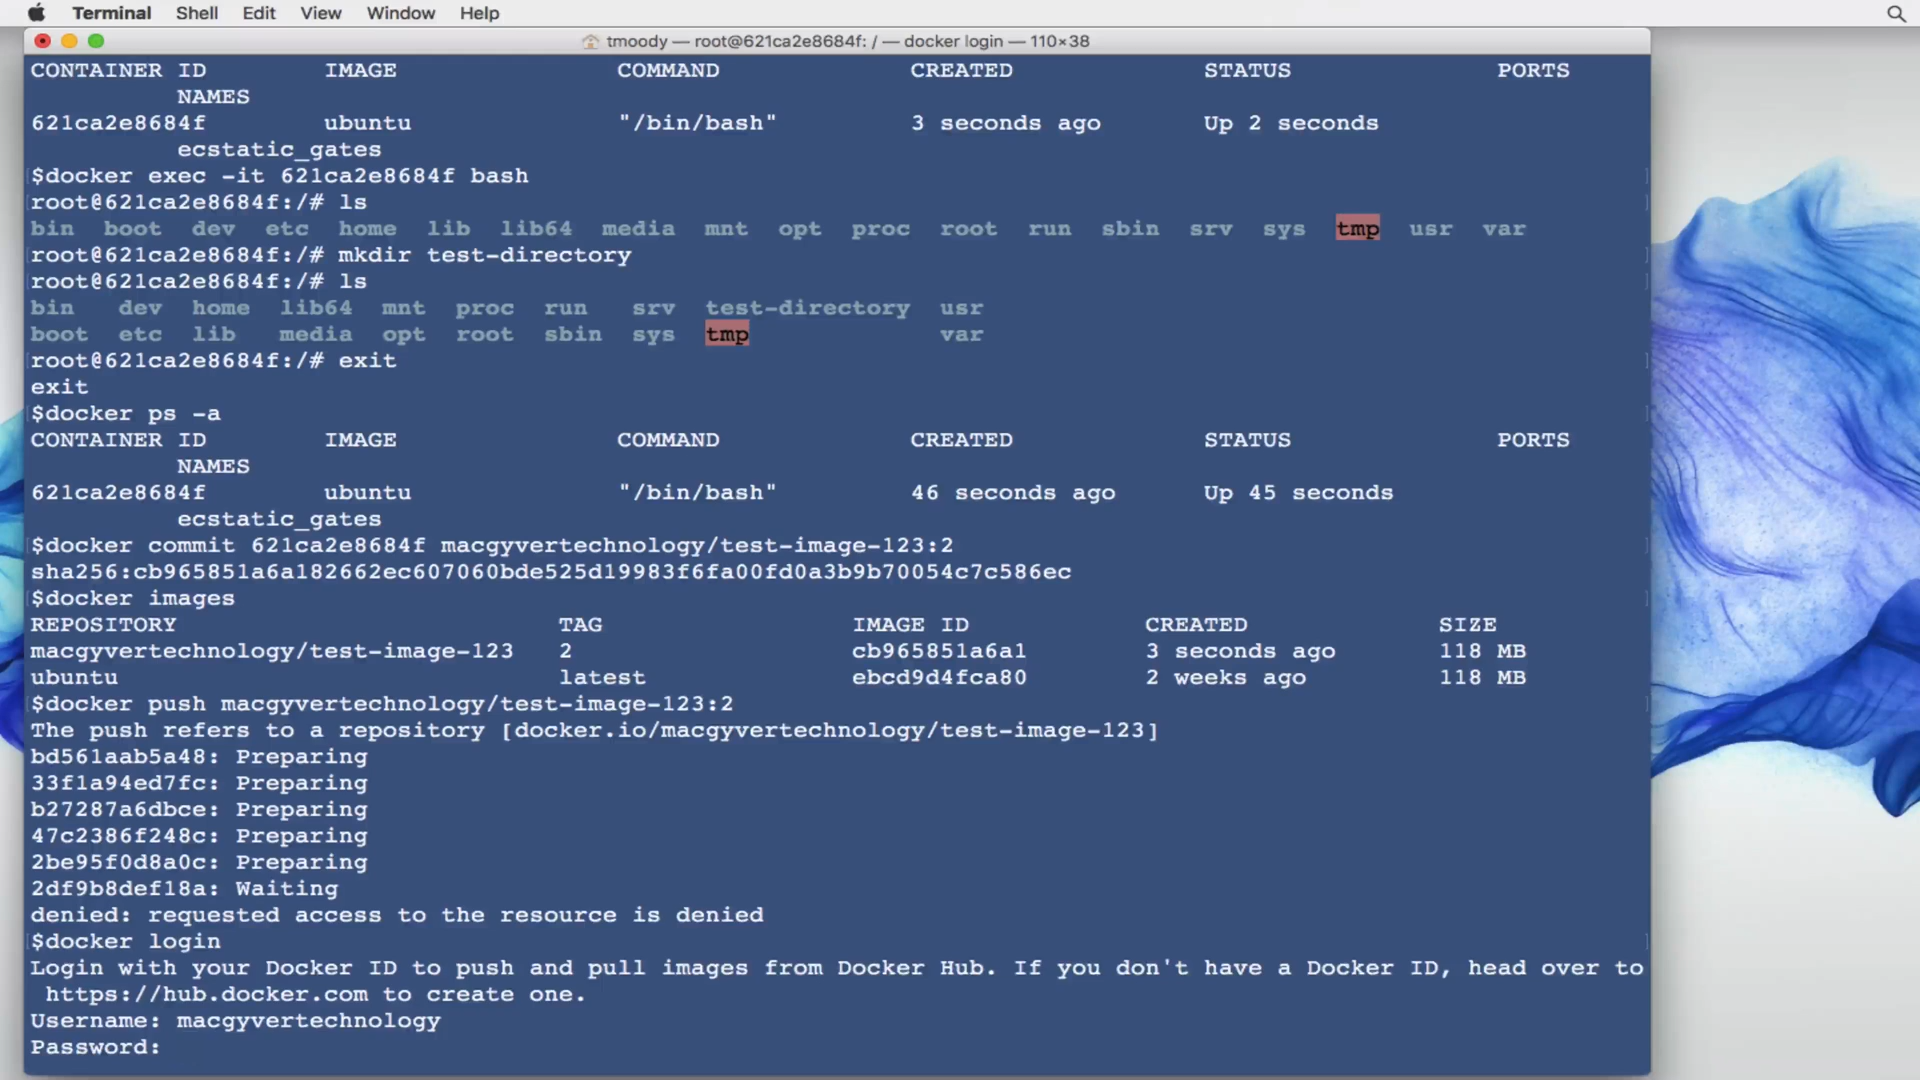 Terminal Shell Edit View Window Help
tmoody — root@621ca2e8684f: / — docker login — 110×38
CONTAINER ID IMAGE COMMAND CREATED STATUS PORTS
NAMES
621ca2e8684f ubuntu "/bin/bash" 3 seconds ago Up 2 seconds
ecstatic_gates
$docker exec -it 621ca2e8684f bash
root@621ca2e8684f:/# ls
bin boot dev etc home lib lib64 media mnt opt proc root run sbin srv sys tmp usr var
root@621ca2e8684f:/# mkdir test-directory
root@621ca2e8684f:/# ls
bin dev home lib64 mnt proc run srv test-directory usr
boot etc lib media opt root sbin sys tmp var
root@621ca2e8684f:/# exit
exit
$docker ps -a
CONTAINER ID IMAGE COMMAND CREATED STATUS PORTS
NAMES
621ca2e8684f ubuntu "/bin/bash" 46 seconds ago Up 45 seconds
ecstatic_gates
$docker commit 621ca2e8684f macgyvertechnology/test-image-123:2
sha256:cb965851a6a182662ec607060bde525d19983f6fa00fd0a3b9b70054c7c586ec
$docker images
REPOSITORY TAG IMAGE ID CREATED SIZE
macgyvertechnology/test-image-123 2 cb965851a6a1 3 seconds ago 118 MB
ubuntu latest ebcd9d4fca80 2 weeks ago 118 MB
$docker push macgyvertechnology/test-image-123:2
The push refers to a repository [docker.io/macgyvertechnology/test-image-123]
bd561aab5a48: Preparing
33f1a94ed7fc: Preparing
b27287a6dbce: Preparing
47c2386f248c: Preparing
2be95f0d8a0c: Preparing
2df9b8def18a: Waiting
denied: requested access to the resource is denied
$docker login
Login with your Docker ID to push and pull images from Docker Hub. If you don't have a Docker ID, head over to
https://hub.docker.com to create one.
Username: macgyvertechnology
Password: